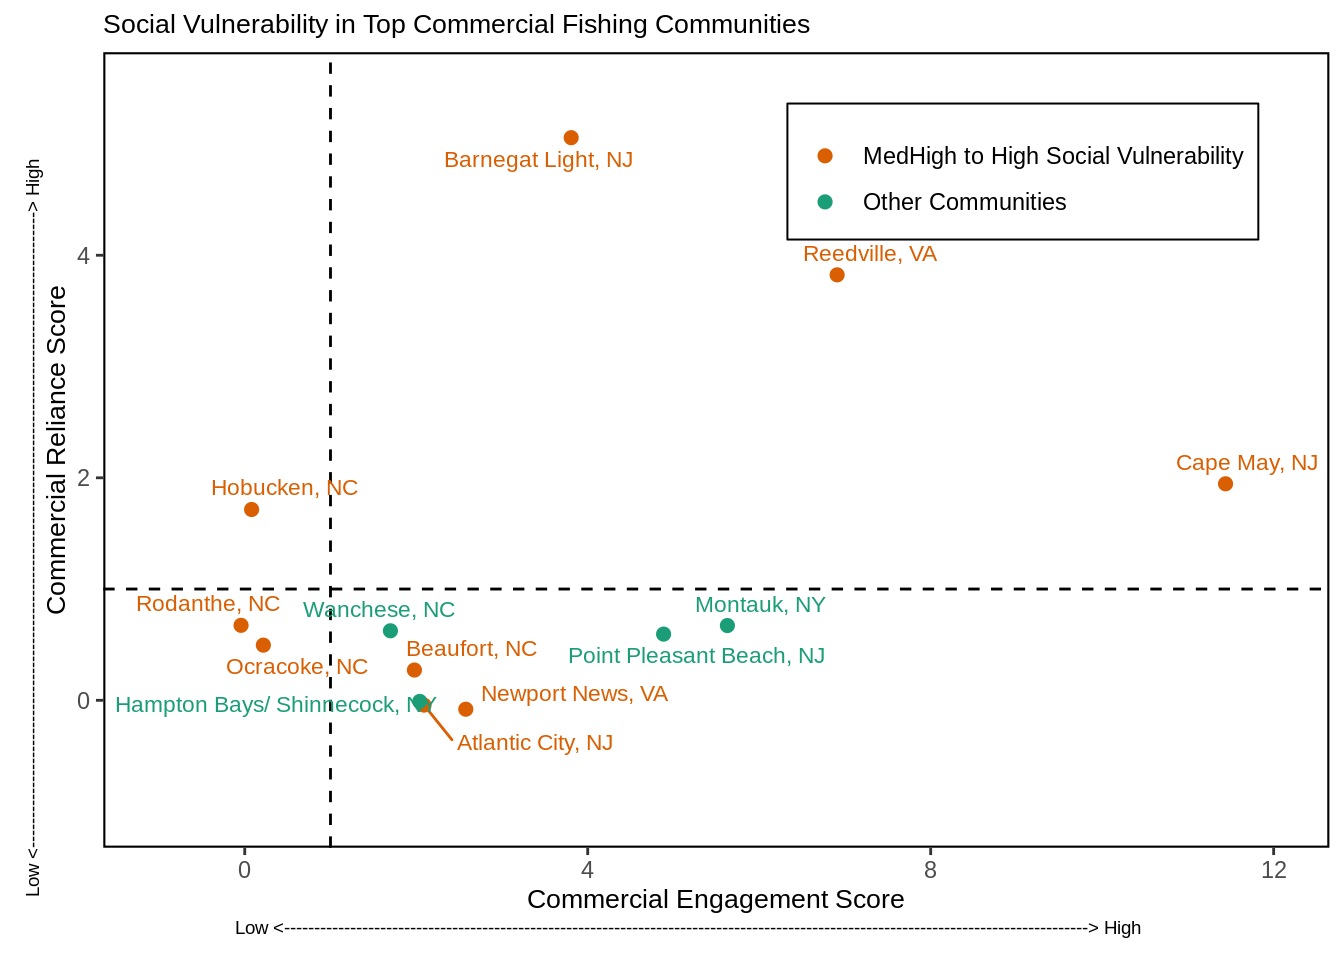 Social Vulnerability in Top Commercial Fishing Communities
Barnegat Light, NJ
MedHigh to High Social Vulnerability
Other Communities
Reedville, VA
Cape May, NJ
Hobucken, NC
Rodanthe, NC
Wanchese, NC
Montauk, NY
Ocracoke, NC
Beaufort, NC
Point Pleasant Beach, NJ
Hampton Bays/ Shinnecock, NY
Newport News, VA
Atlantic City, NJ
4
2
0
Commercial Reliance Score
Low <--------------------------------------------------------------------------------------------------------> High
0
4
8
12
Commercial Engagement Score
Low <--------------------------------------------------------------------------------------------------------------------------------------> High